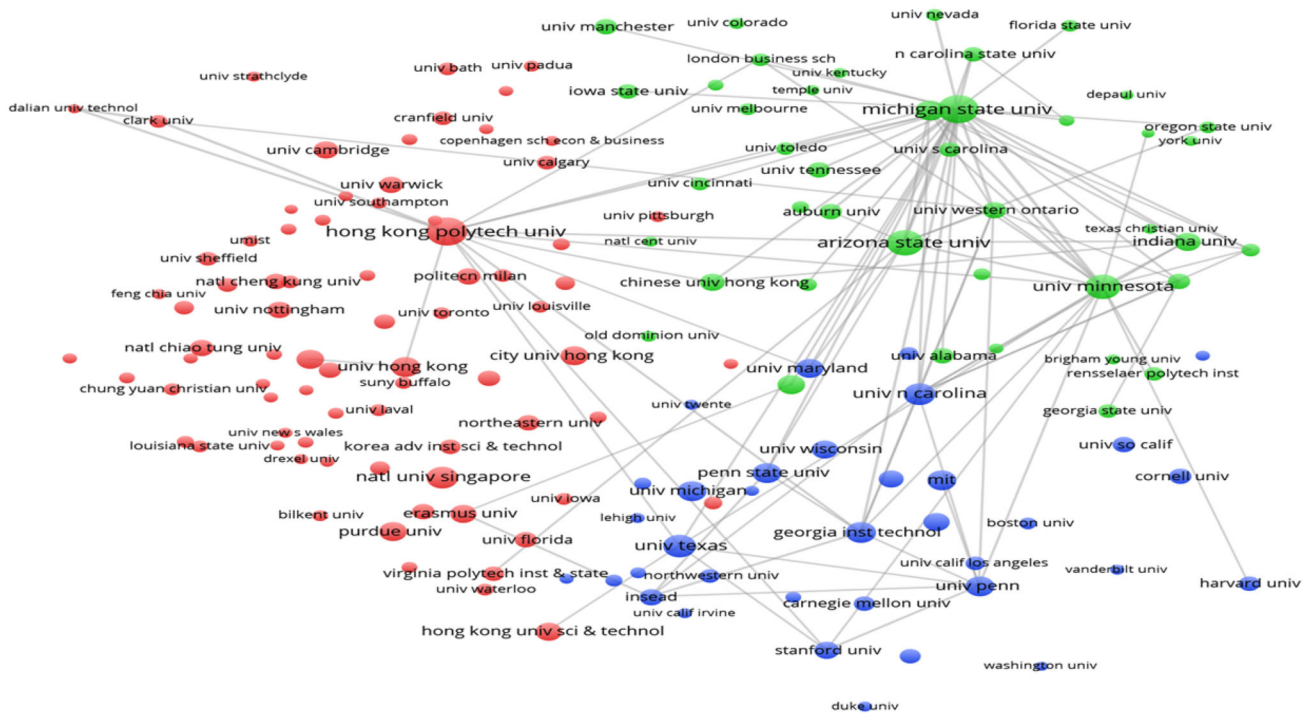 univ nevada
univ manchester
univ colorado
florida state univ
n carolina state univ
london business sch
univ bath
univ padua
univ kentucky
univ strathclyde
temple univ
iowa state univ
depaul univ
dalian univ technol
univ melbourne
michigan state univ
clark univ
cranfield univ
oregon state univ
copenhagen sch econ & business
york univ
univ cambridge
univ toledo
univ s carolina
univ calgary
univ tennessee
univ warwick
univ cincinnati
univ southampton
auburn univ
univ western ontario
univ pittsburgh
texas christian univ
hong kong polytech univ
umist
natl cent univ
arizona state univ
indiana univ
univ sheffield
politecn milan
natl cheng kung univ
chinese univ hong kong
univ minnesota
feng chia univ
univ nottingham
univ toronto
univ louisville
old dominion univ
natl chiao tung univ
city univ hong kong
univ alabama
brigham young univ
univ hong kong
univ maryland
rensselaer polytech inst
suny buffalo
chung yuan christian univ
univ n carolina
univ twente
univ laval
georgia state univ
northeastern univ
univ new s wales
louisiana state univ
korea adv inst sci & technol
univ wisconsin
univ so calif
drexel univ
penn state univ
natl univ singapore
cornell univ
mit
univ michigan
univ iowa
bilkent univ
erasmus univ
lehigh univ
boston univ
purdue univ
georgia inst technol
univ florida
univ texas
univ calif los angeles
vanderbilt univ
virginia polytech inst & state
northwestern univ
univ penn
harvard univ
univ waterloo
insead
carnegie mellon univ
univ calif irvine
hong kong univ sci & technol
stanford univ
washington univ
duke univ